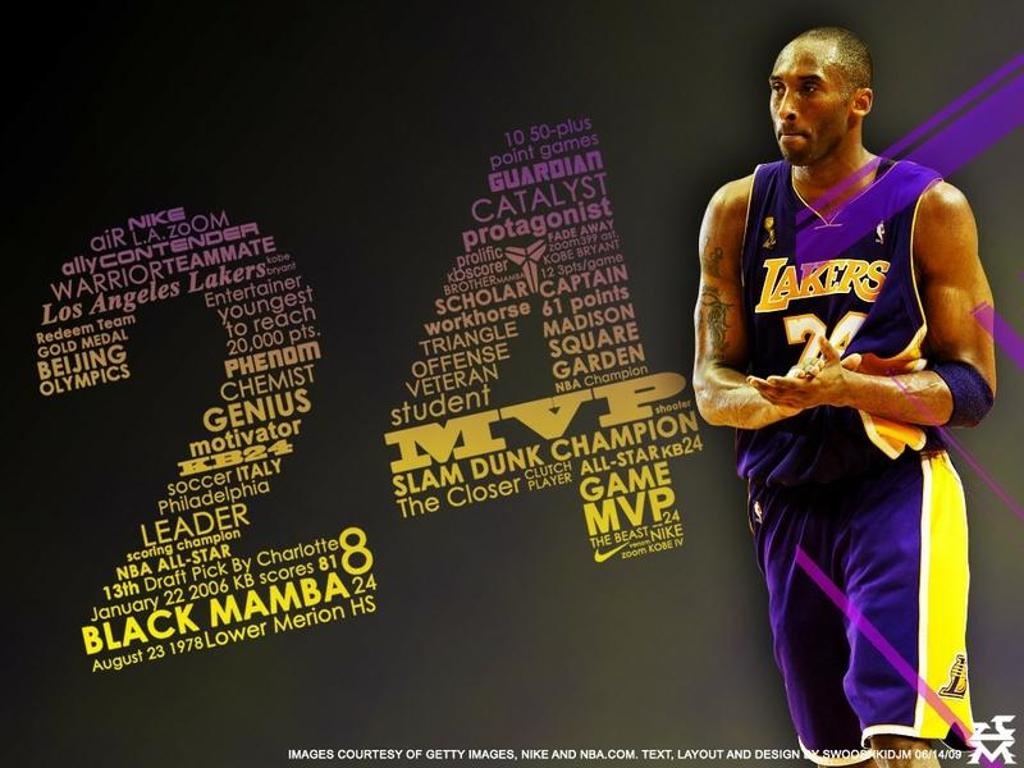 NIKE
aiR L.A. ZOOM
ally CONTENDER
WARRIOR TEAMMATE
Los Angeles Lakers kobe bryant
Redeem Team
GOLD MEDAL
BEIJING
OLYMPICS
Entertainer
youngest
to reach
20,000 pts.
PHENOM
CHEMIST
GENIUS
motivator
KB24
soccer ITALY
Philadelphia
LEADER
scoring champion
NBA ALL-STAR
13th Draft Pick By Charlotte 8
January 22 2006 KB scores 81
BLACK MAMBA 24
August 23 1978 Lower Merion HS
10 50-plus
point games
GUARDIAN
CATALYST
protagonist
prolific
kbscorer
BROTHER MAMBA
SCHOLAR
workhorse
TRIANGLE
OFFENSE
VETERAN
student
FADE AWAY
zoom399 ast.
KOBE BRYANT
12 3pts/game
CAPTAIN
61 points
MADISON
SQUARE
GARDEN
NBA Champion
MVP shooter
SLAM DUNK CHAMPION
The Closer CLUTCH PLAYER ALL-STAR KB24
GAME
MVP
THE BEAST 24
venom NIKE
zoom KOBE IV
LAKERS
24
IMAGES COURTESY OF GETTY IMAGES, NIKE AND NBA.COM. TEXT, LAYOUT AND DESIGN BY SWOOSHKIDJM 06/14/09